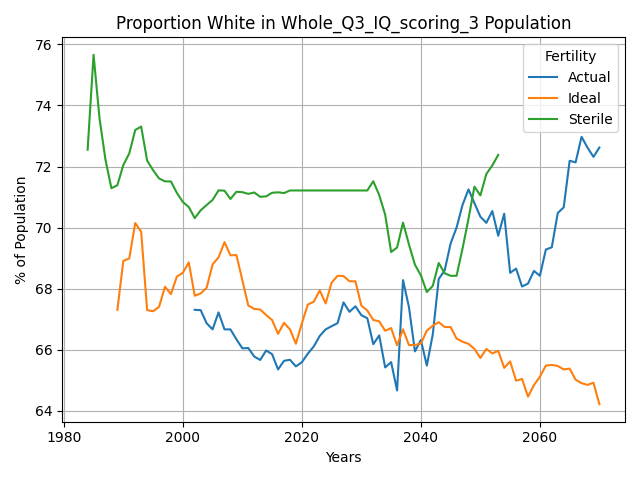 Proportion White in Whole_Q3_IQ_scoring_3 Population
% of Population
76
74
72
70
68
66
64
Fertility
Actual
Ideal
Sterile
1980
2000
2020
2040
2060
Years